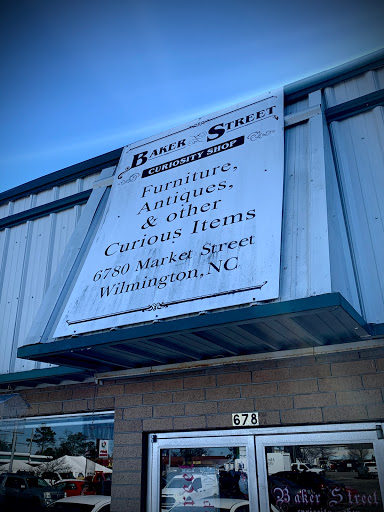 BAKER STREET
CURIOSITY SHOP
Furniture,
Antiques,
& other
Curious Items
6780 Market Street
Wilmington, NC
678
Baker Street